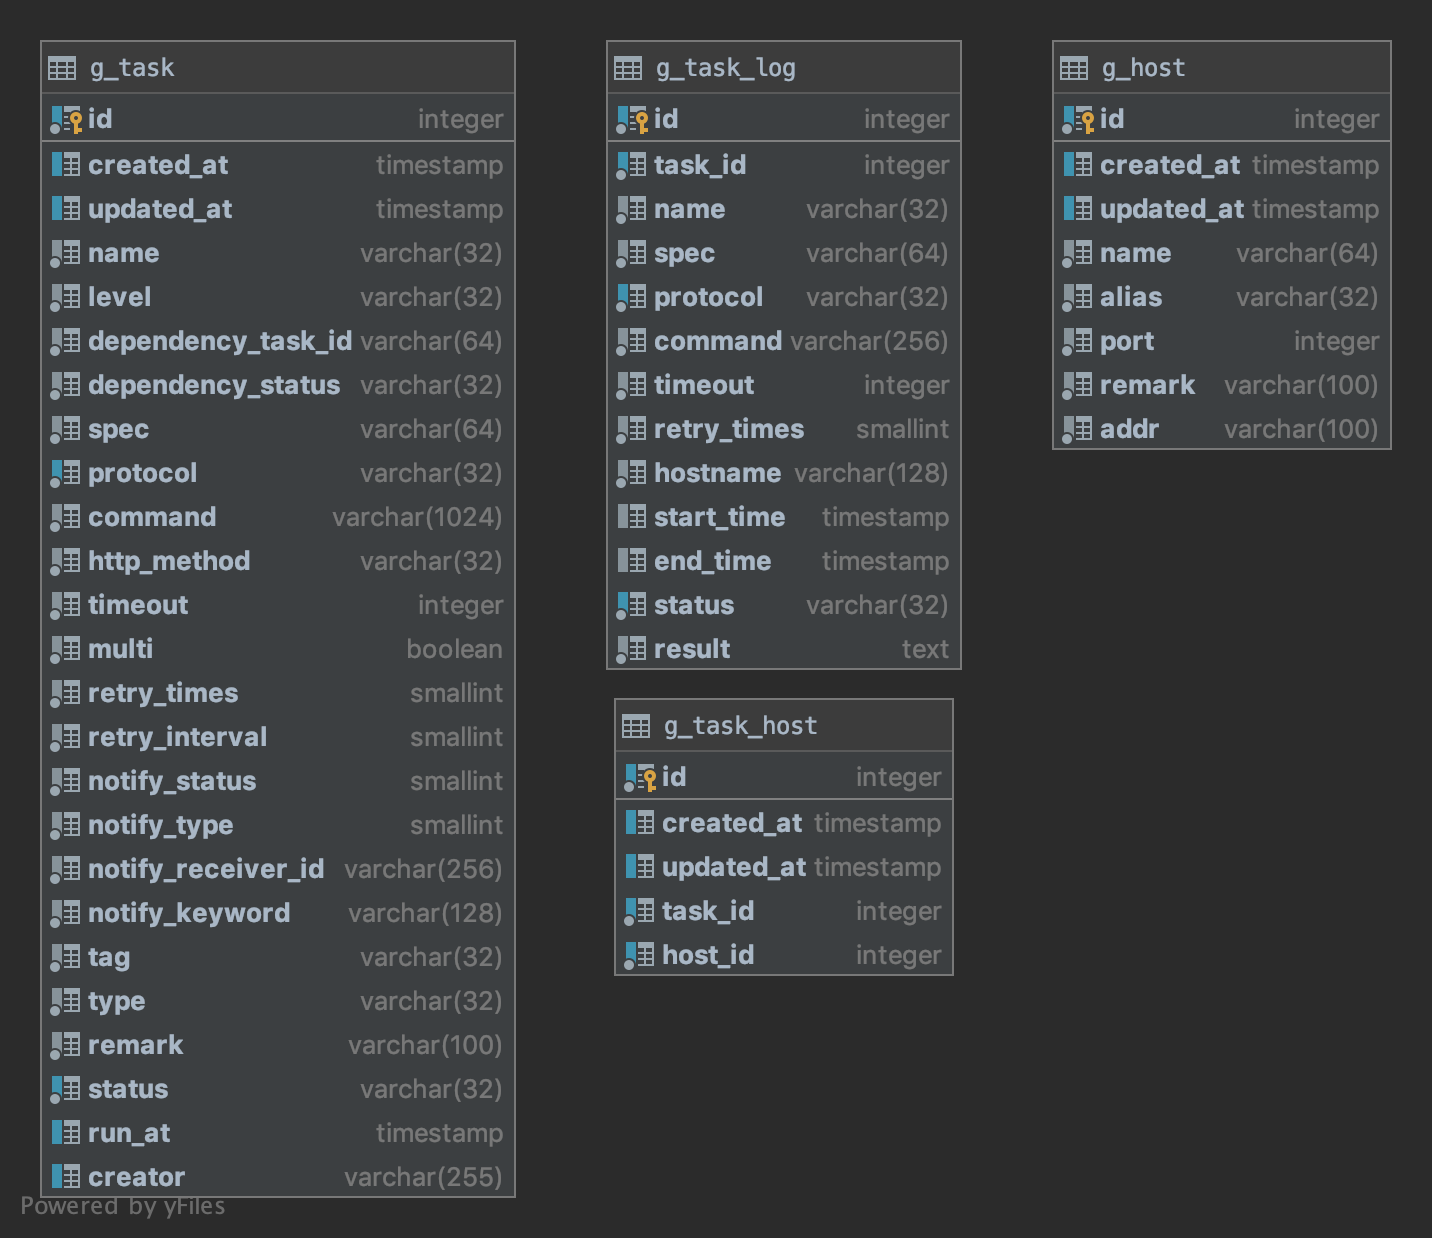 g_task
id integer
created_at timestamp
updated_at timestamp
name varchar(32)
level varchar(32)
dependency_task_id varchar(64)
dependency_status varchar(32)
spec varchar(64)
protocol varchar(32)
command varchar(1024)
http_method varchar(32)
timeout integer
multi boolean
retry_times smallint
retry_interval smallint
notify_status smallint
notify_type smallint
notify_receiver_id varchar(256)
notify_keyword varchar(128)
tag varchar(32)
type varchar(32)
remark varchar(100)
status varchar(32)
run_at timestamp
creator varchar(255)
g_task_log
id integer
task_id integer
name varchar(32)
spec varchar(64)
protocol varchar(32)
command varchar(256)
timeout integer
retry_times smallint
hostname varchar(128)
start_time timestamp
end_time timestamp
status varchar(32)
result text
g_task_host
id integer
created_at timestamp
updated_at timestamp
task_id integer
host_id integer
g_host
id integer
created_at timestamp
updated_at timestamp
name varchar(64)
alias varchar(32)
port integer
remark varchar(100)
addr varchar(100)
Powered by yFiles